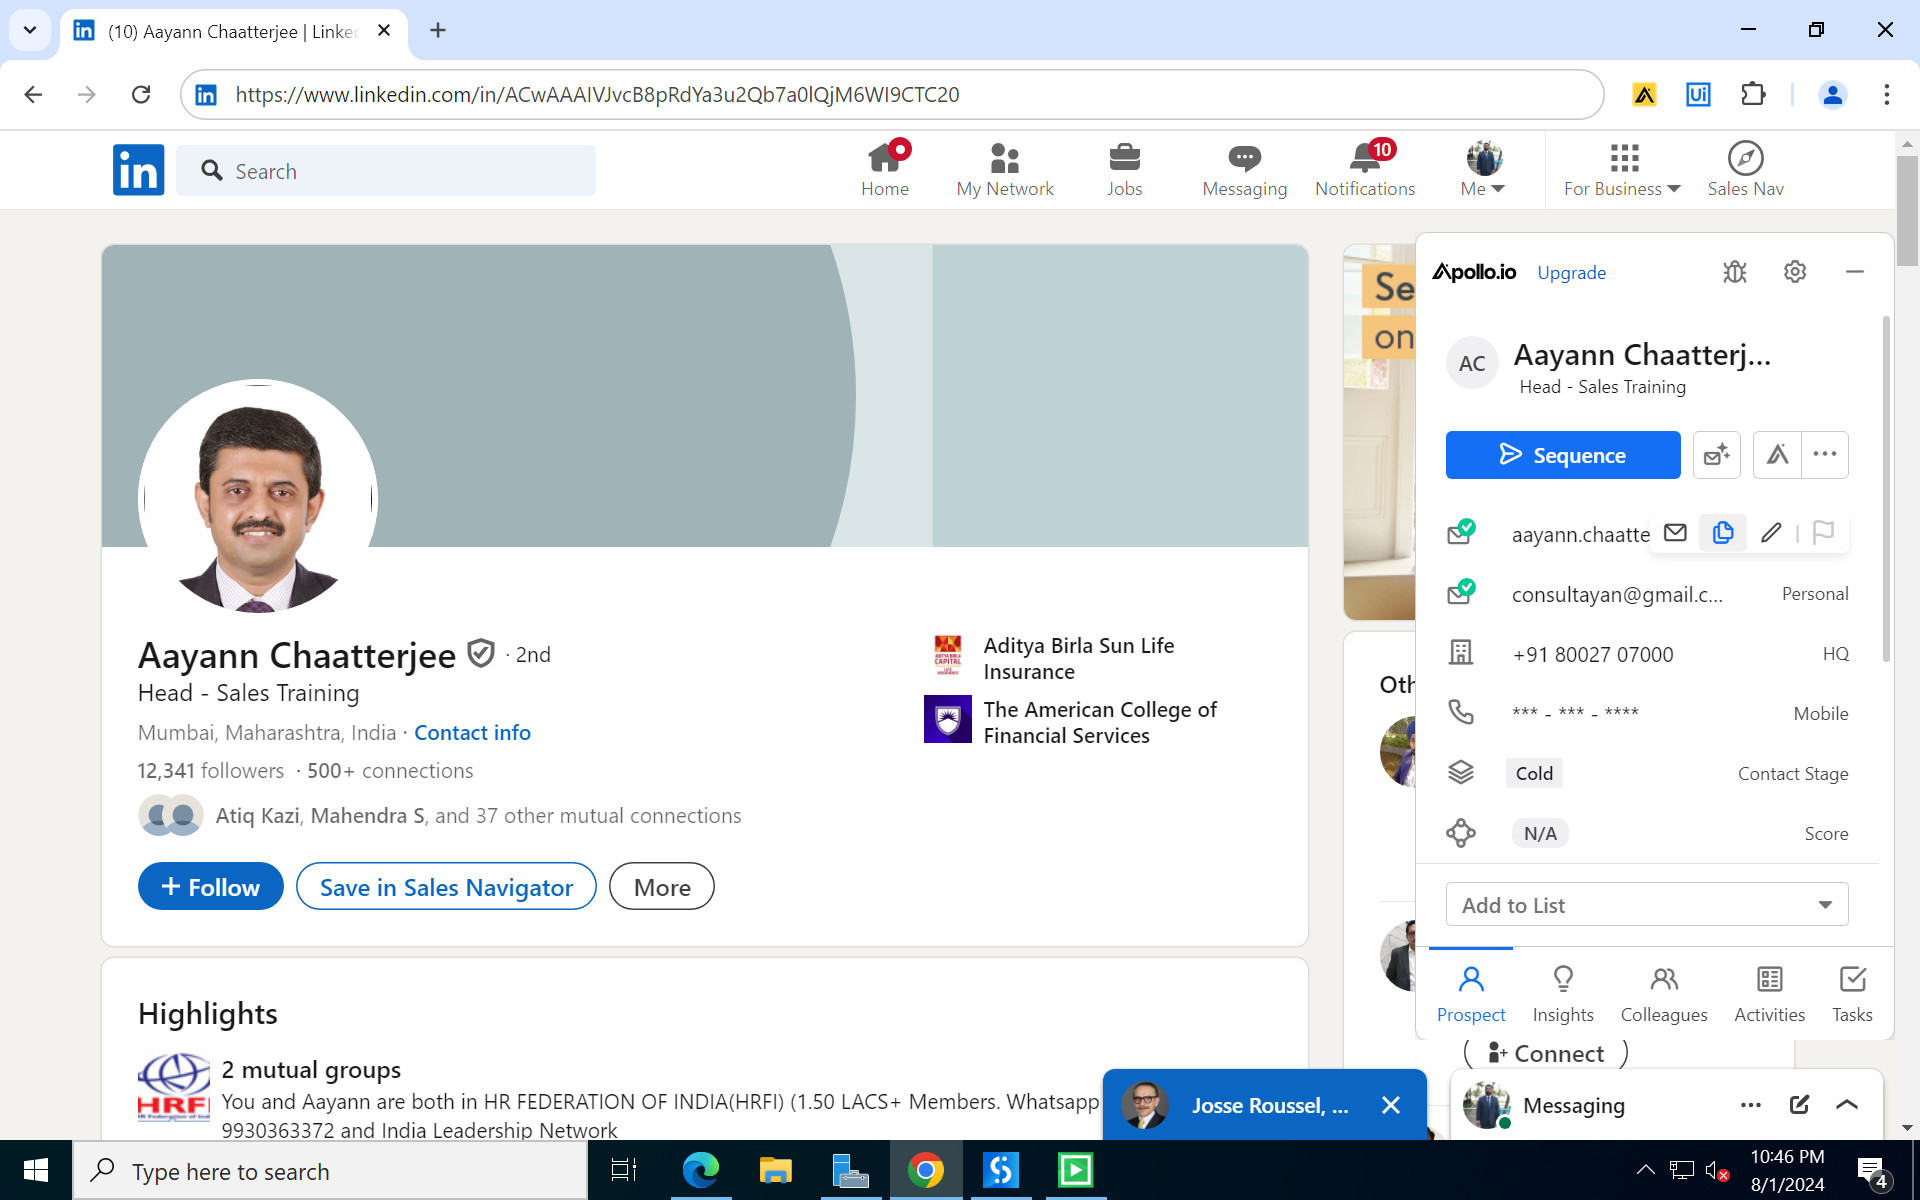 (10) Aayann Chaatterjee | Linke
https://www.linkedin.com/in/ACwAAAIVJvcB8pRdYa3u2Qb7a0lQjM6WI9CTC20
Search
Home
My Network
Jobs
Messaging
10
Notifications
Me
For Business
Sales Nav
Se
on
Apollo.io
Upgrade
AC
Aayann Chaatterj...
Head - Sales Training
Sequence
aayann.chaatte
consultayan@gmail.c...
Personal
+91 80027 07000
HQ
*** - *** - ****
Mobile
Cold
Contact Stage
N/A
Score
Add to List
Prospect
Insights
Colleagues
Activities
Tasks
Aayann Chaatterjee · 2nd
Head - Sales Training
Mumbai, Maharashtra, India · Contact info
12,341 followers · 500+ connections
Atiq Kazi, Mahendra S, and 37 other mutual connections
Aditya Birla Sun Life
Insurance
The American College of
Financial Services
Follow
Save in Sales Navigator
More
Oth
Highlights
HRFI
2 mutual groups
You and Aayann are both in HR FEDERATION OF INDIA(HRFI) (1.50 LACS+ Members. Whatsapp
9930363372 and India Leadership Network
Connect
Josse Roussel, ...
Messaging
Type here to search
10:46 PM
8/1/2024
4